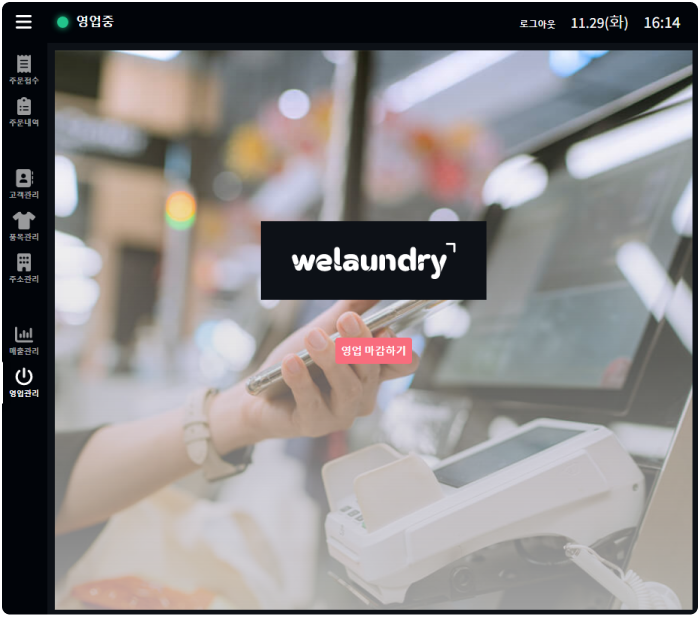 영업중
로그아웃 11.29(화) 16:14
주문접수
주문내역
고객관리
품목관리
주소관리
매출관리
영업관리
welaundry
영업 마감하기